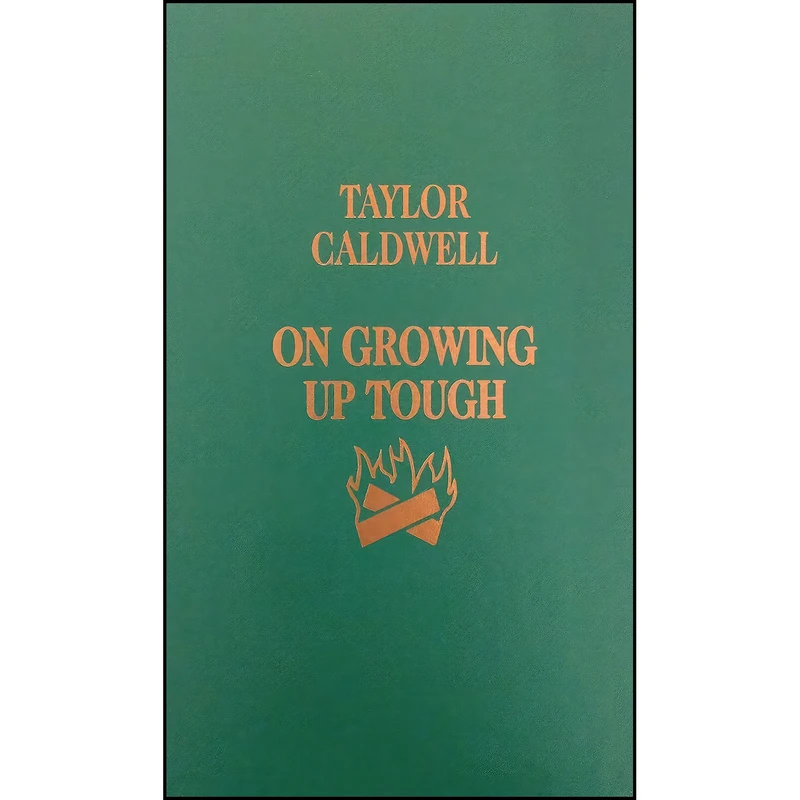 TAYLOR
CALDWELL
ON GROWING
UP TOUGH